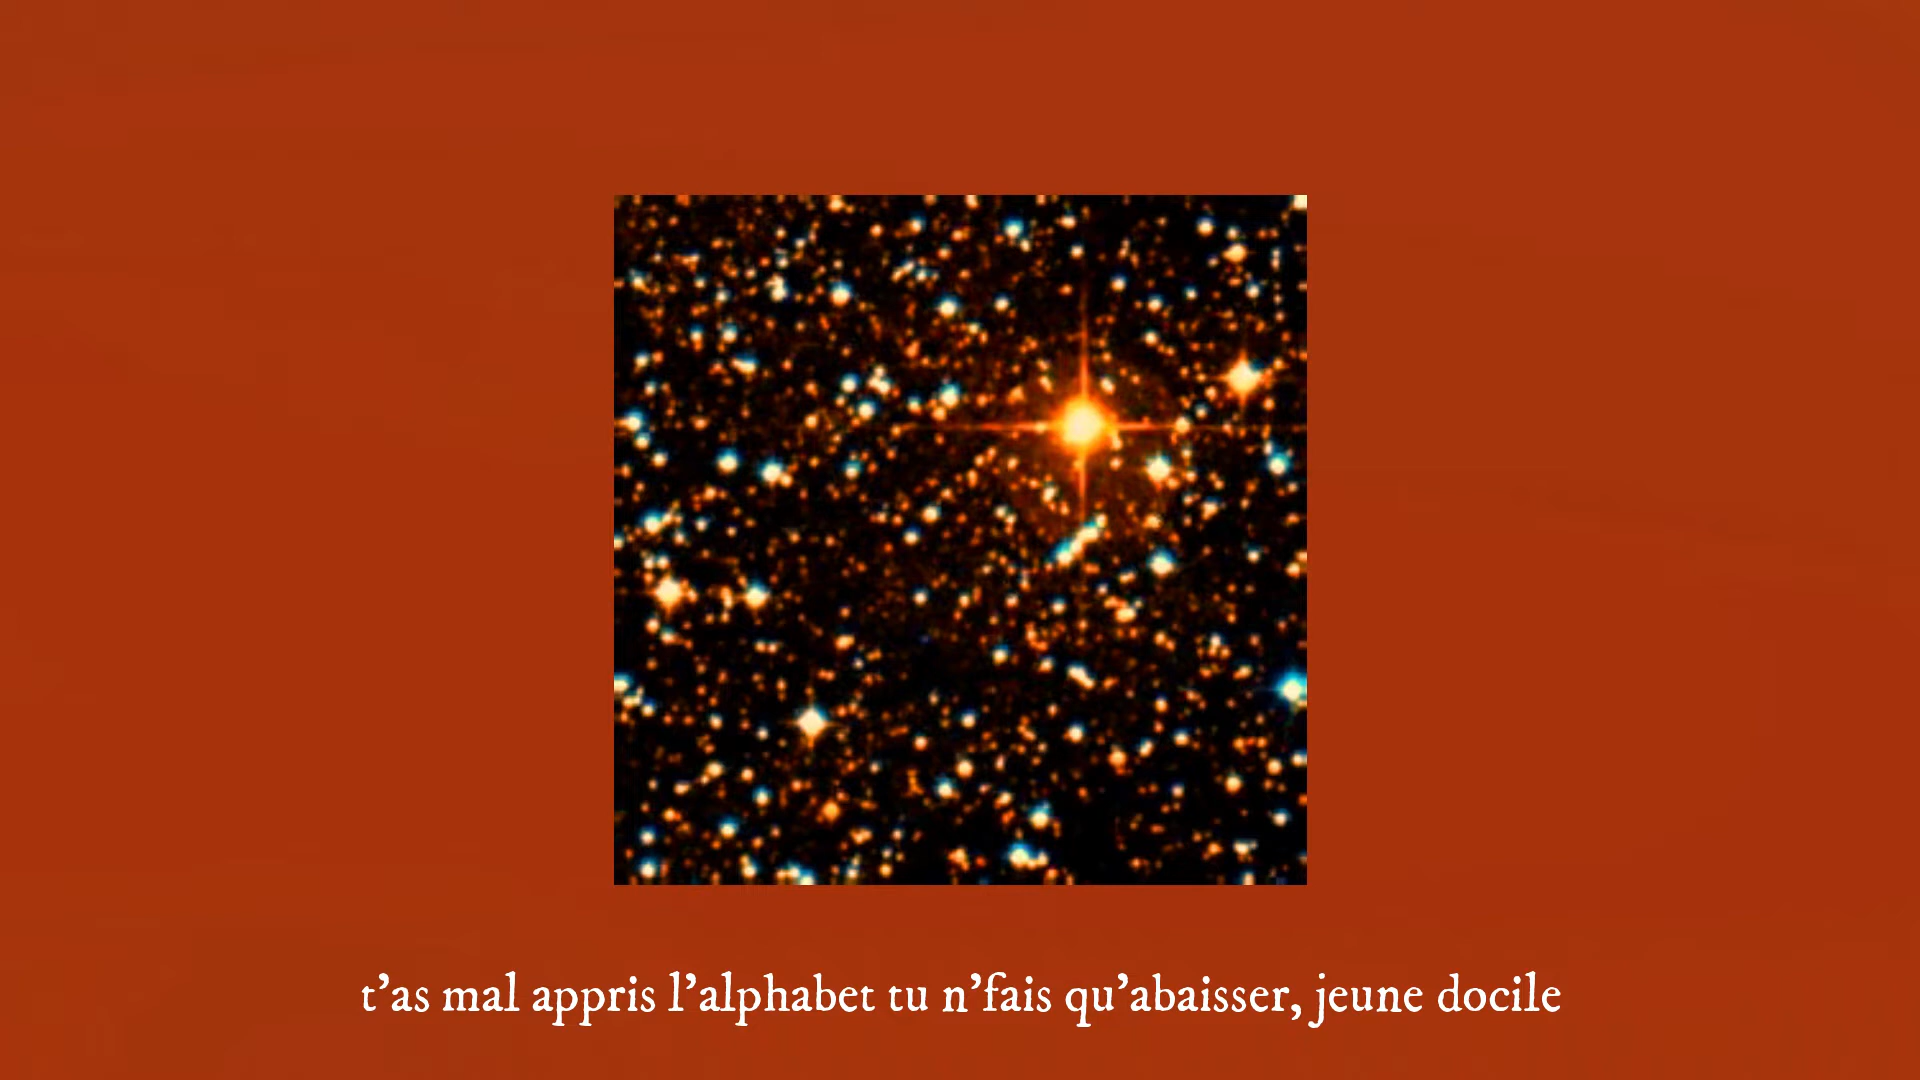 t’as mal appris l’alphabet tu n’fais qu’abaisser, jeune docile